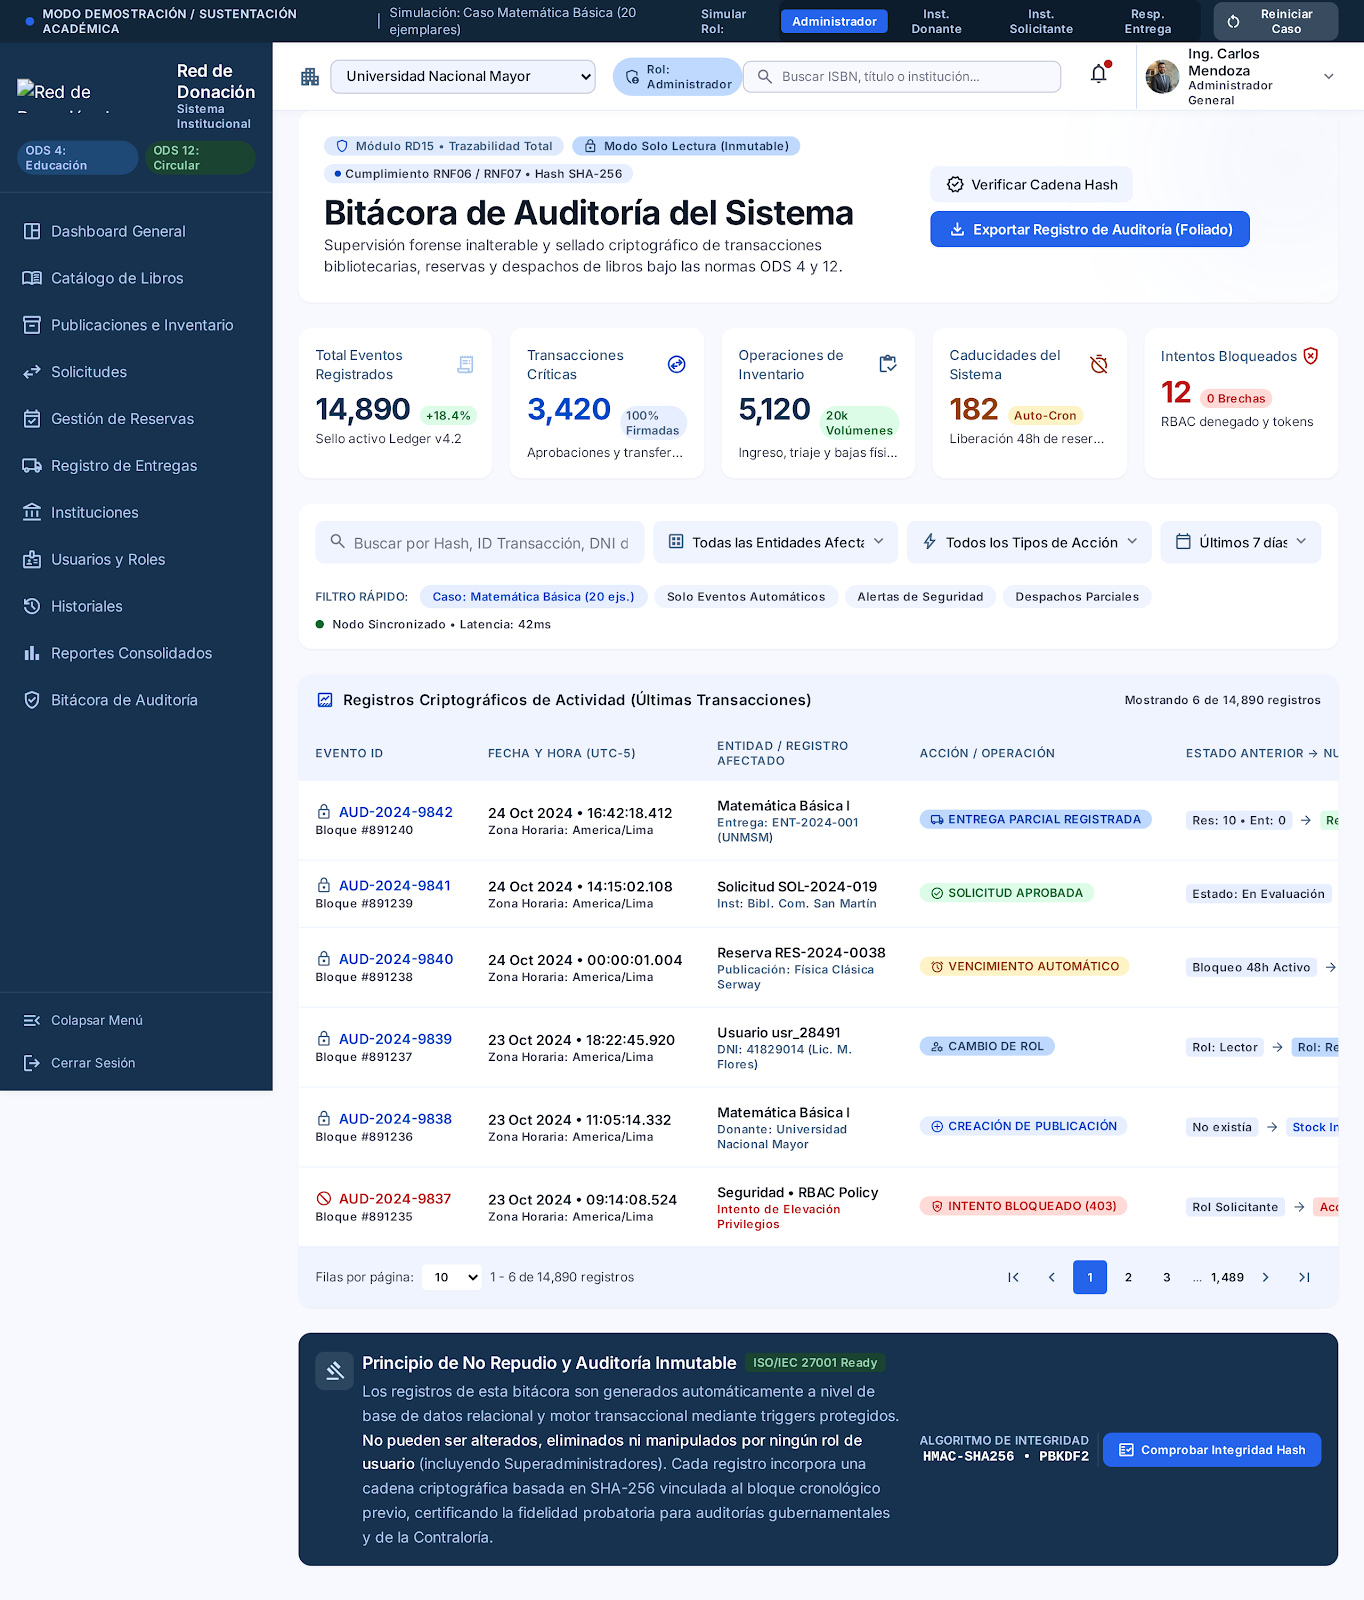 MODO DEMOSTRACIÓN / SUSTENTACIÓN
ACADÉMICA
Simulación: Caso Matemática Básica (20
ejemplares)
Simular
Rol:
Administrador
Inst.
Donante
Inst.
Solicitante
Resp.
Entrega
Reiniciar
Caso
Red de
Red de
Donación
Sistema
Institucional
ODS 4:
Educación
ODS 12:
Circular
Dashboard General
Catálogo de Libros
Publicaciones e Inventario
Solicitudes
Gestión de Reservas
Registro de Entregas
Instituciones
Usuarios y Roles
Historiales
Reportes Consolidados
Bitácora de Auditoría
Colapsar Menú
Cerrar Sesión
Universidad Nacional Mayor
Rol:
Administrador
Buscar ISBN, título o institución...
Ing. Carlos
Mendoza
Administrador
General
Módulo RD15 • Trazabilidad Total
Modo Solo Lectura (Inmutable)
Cumplimiento RNF06 / RNF07 • Hash SHA-256
Bitácora de Auditoría del Sistema
Supervisión forense inalterable y sellado criptográfico de transacciones
bibliotecarias, reservas y despachos de libros bajo las normas ODS 4 y 12.
Verificar Cadena Hash
Exportar Registro de Auditoría (Foliado)
Total Eventos
Registrados
14,890 +18.4%
Sello activo Ledger v4.2
Transacciones
Críticas
3,420 100%
Firmadas
Aprobaciones y transfer...
Operaciones de
Inventario
5,120 20k
Volúmenes
Ingreso, triaje y bajas físi...
Caducidades del
Sistema
182 Auto-Cron
Liberación 48h de reser...
Intentos Bloqueados
12 0 Brechas
RBAC denegado y tokens
Buscar por Hash, ID Transacción, DNI d
Todas las Entidades Afecta
Todos los Tipos de Acción
Últimos 7 días
FILTRO RÁPIDO:
Caso: Matemática Básica (20 ejs.)
Solo Eventos Automáticos
Alertas de Seguridad
Despachos Parciales
Nodo Sincronizado • Latencia: 42ms
Registros Criptográficos de Actividad (Últimas Transacciones)
Mostrando 6 de 14,890 registros
EVENTO ID
FECHA Y HORA (UTC-5)
ENTIDAD / REGISTRO
AFECTADO
ACCIÓN / OPERACIÓN
ESTADO ANTERIOR → NU
AUD-2024-9842
Bloque #891240
24 Oct 2024 • 16:42:18.412
Zona Horaria: America/Lima
Matemática Básica I
Entrega: ENT-2024-001
(UNMSM)
ENTREGA PARCIAL REGISTRADA
Res: 10 • Ent: 0 → Re
AUD-2024-9841
Bloque #891239
24 Oct 2024 • 14:15:02.108
Zona Horaria: America/Lima
Solicitud SOL-2024-019
Inst: Bibl. Com. San Martín
SOLICITUD APROBADA
Estado: En Evaluación
AUD-2024-9840
Bloque #891238
24 Oct 2024 • 00:00:01.004
Zona Horaria: America/Lima
Reserva RES-2024-0038
Publicación: Física Clásica
Serway
VENCIMIENTO AUTOMÁTICO
Bloqueo 48h Activo →
AUD-2024-9839
Bloque #891237
23 Oct 2024 • 18:22:45.920
Zona Horaria: America/Lima
Usuario usr_28491
DNI: 41829014 (Lic. M.
Flores)
CAMBIO DE ROL
Rol: Lector → Rol: Re
AUD-2024-9838
Bloque #891236
23 Oct 2024 • 11:05:14.332
Zona Horaria: America/Lima
Matemática Básica I
Donante: Universidad
Nacional Mayor
CREACIÓN DE PUBLICACIÓN
No existía → Stock In
AUD-2024-9837
Bloque #891235
23 Oct 2024 • 09:14:08.524
Zona Horaria: America/Lima
Seguridad • RBAC Policy
Intento de Elevación
Privilegios
INTENTO BLOQUEADO (403)
Rol Solicitante → Acc
Filas por página: 10 1 - 6 de 14,890 registros
1 2 3 ... 1,489
Principio de No Repudio y Auditoría Inmutable ISO/IEC 27001 Ready
Los registros de esta bitácora son generados automáticamente a nivel de
base de datos relacional y motor transaccional mediante triggers protegidos.
No pueden ser alterados, eliminados ni manipulados por ningún rol de
usuario (incluyendo Superadministradores). Cada registro incorpora una
cadena criptográfica basada en SHA-256 vinculada al bloque cronológico
previo, certificando la fidelidad probatoria para auditorías gubernamentales
y de la Contraloría.
ALGORITMO DE INTEGRIDAD
HMAC-SHA256 • PBKDF2
Comprobar Integridad Hash